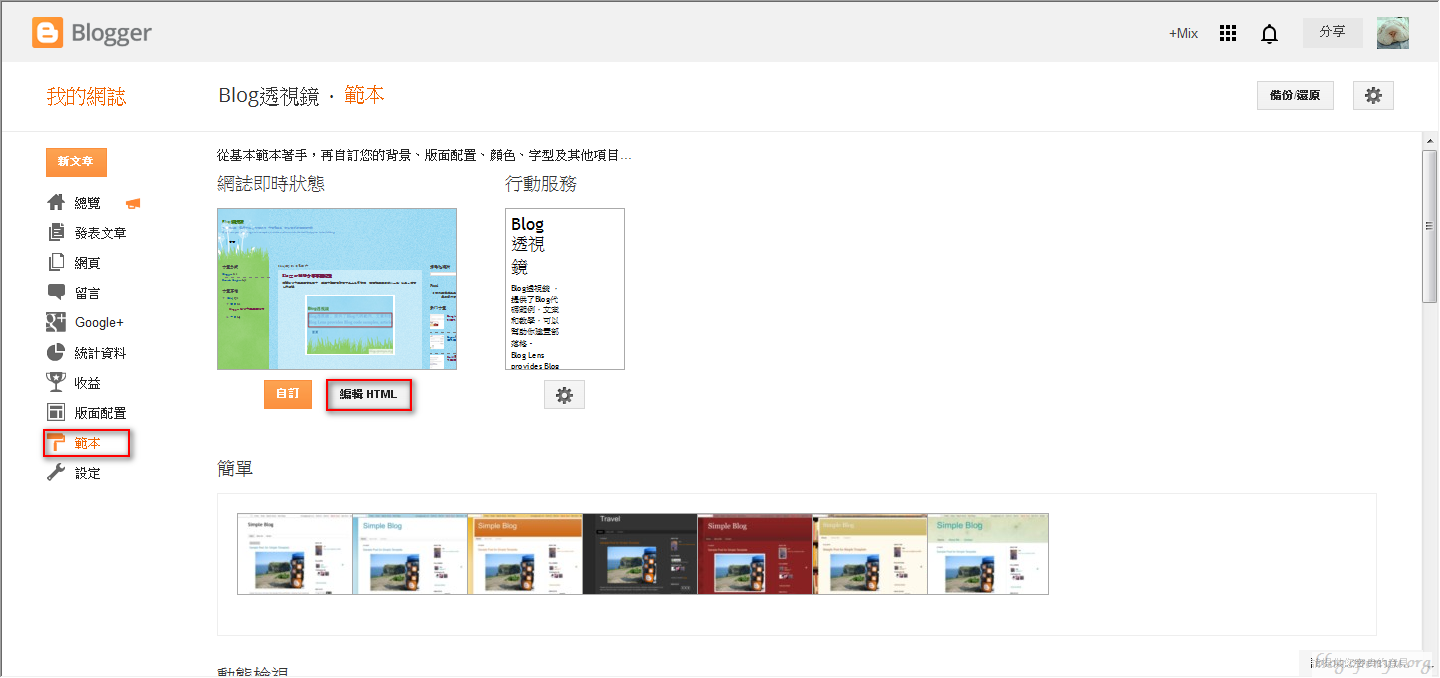 Blogger
+Mix
分享
我的網誌
Blog透視鏡 · 範本
備份/還原
新文章
總覽
發表文章
網頁
留言
Google+
統計資料
收益
版面配置
範本
設定
從基本範本著手，再自訂您的背景、版面配置、顏色、字型及其他項目...
網誌即時狀態
行動服務
Blog
透視
鏡
Blog透視鏡，
提供了Blog代
碼範例，文章
和教學，可以
幫助你建置部
落格。
Blog Lens
provides Blog
自訂
編輯 HTML
簡單
Simple Blog
Simple Blog
Simple Blog
Travel
Simple Blog
Simple Blog
Simple Blog
動態檢視